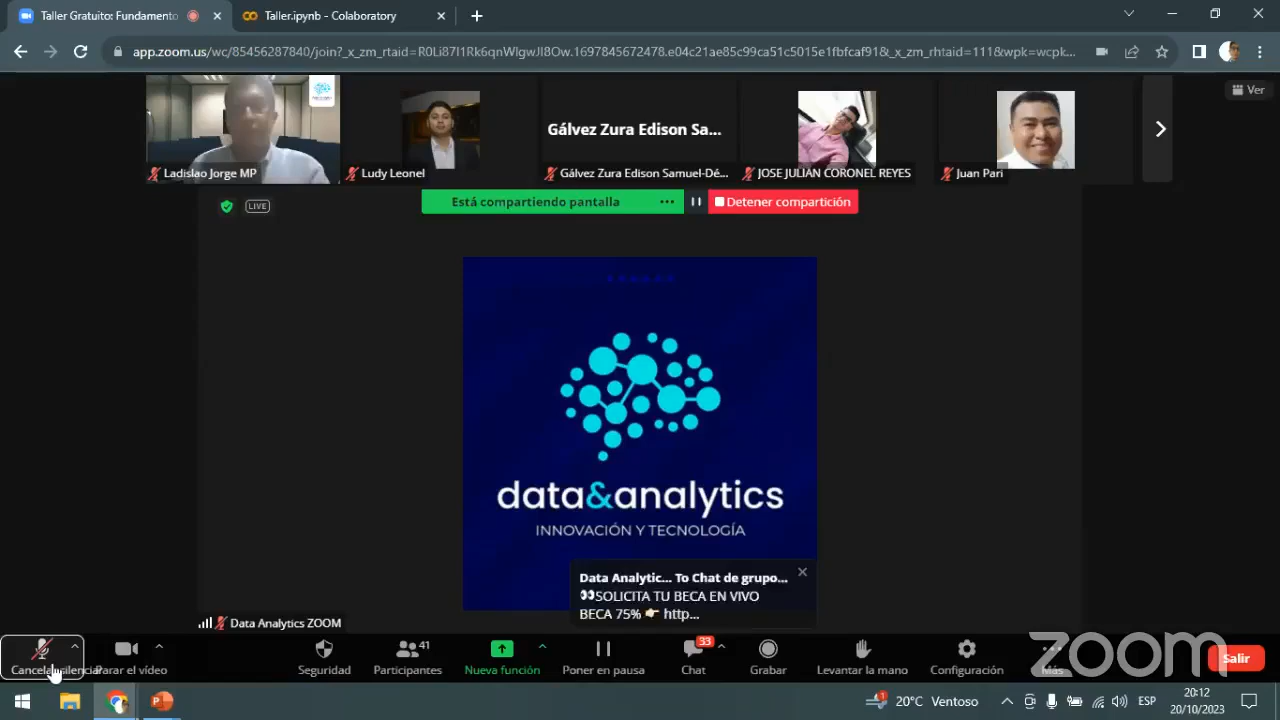 Taller Gratuito: Fundamento
Taller.ipynb - Colaboratory
app.zoom.us/wc/85456287840/join?_x_zm_rtaid=R0Li87I1Rk6qnWIgwJI8Ow.1697845672478.e04c21ae85c99ca51c5015e1fbfcaf91&_x_zm_rhtaid=111&wpk=wcpk...
Ver
Gálvez Zura Edison Sa...
Ladislao Jorge MP
Ludy Leonel
Gálvez Zura Edison Samuel-Dé...
JOSE JULIAN CORONEL REYES
Juan Pari
LIVE
Está compartiendo pantalla
Detener compartición
data&analytics
INNOVACIÓN Y TECNOLOGÍA
Data Analytic... To Chat de grupo...
SOLICITA TU BECA EN VIVO
BECA 75% http...
Data Analytics ZOOM
Parar el vídeo
Seguridad
41
Participantes
Nueva función
Poner en pausa
33
Chat
Grabar
Levantar la mano
Configuración
Más
zoom
Salir
20°C Ventoso
ESP
20:12
20/10/2023